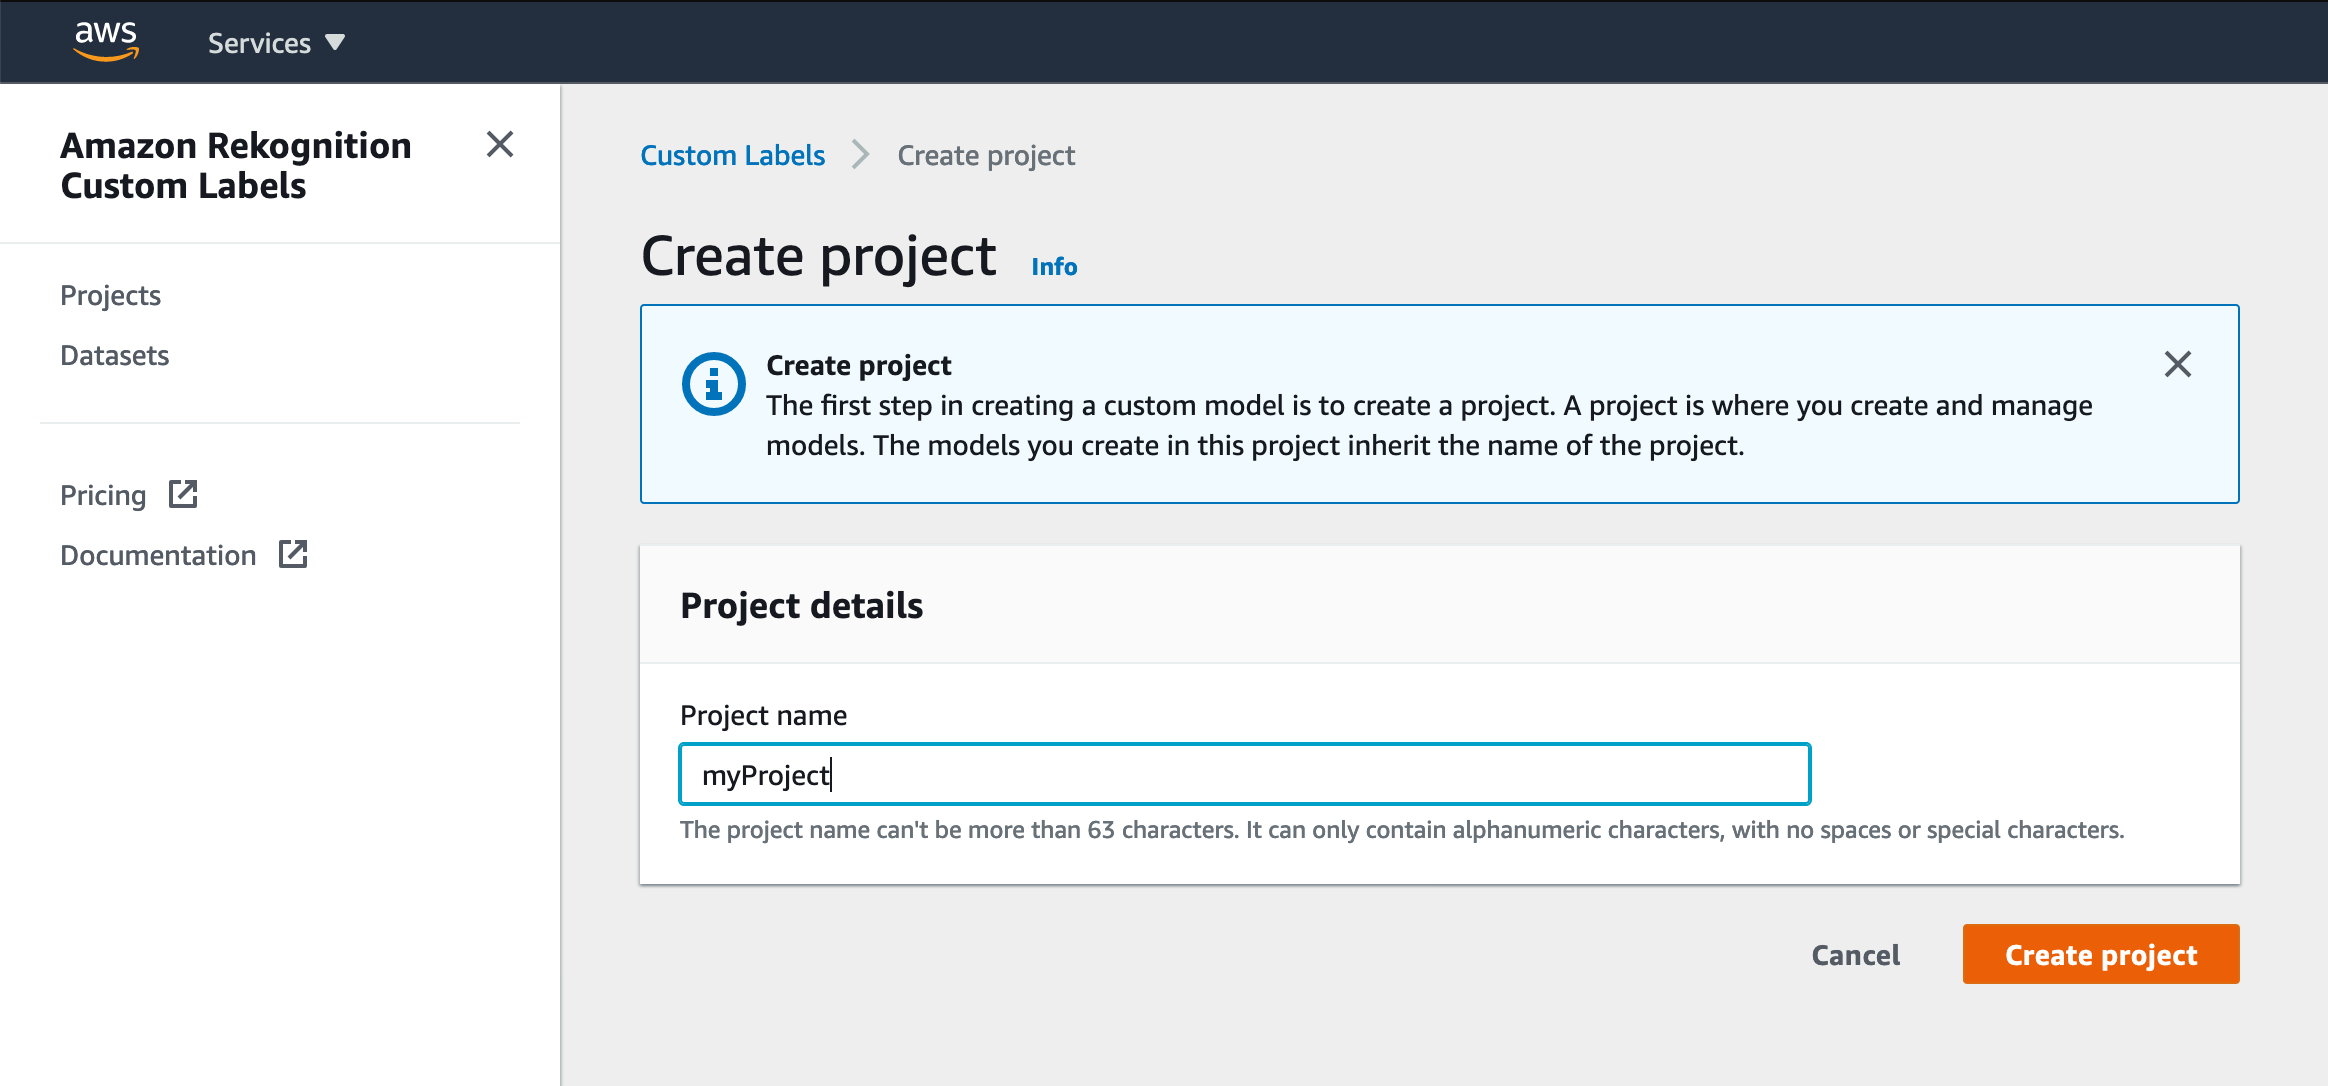 aws
Services
Amazon Rekognition
Custom Labels
Projects
Datasets
Pricing
Documentation
Custom Labels
Create project
Create project
Info
Create project
The first step in creating a custom model is to create a project. A project is where you create and manage
models. The models you create in this project inherit the name of the project.
Project details
Project name
myProject
The project name can't be more than 63 characters. It can only contain alphanumeric characters, with no spaces or special characters.
Cancel
Create project